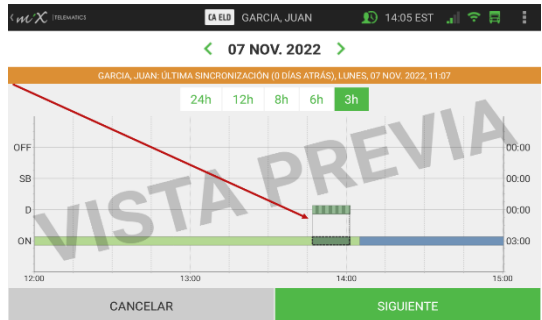 mix TELEMATICS
CA ELD GARCIA, JUAN 14:05 EST
07 NOV. 2022
GARCIA, JUAN: ÚLTIMA SINCRONIZACIÓN (0 DÍAS ATRÁS), LUNES, 07 NOV. 2022, 11:07
24h 12h 8h 6h 3h
VISTA PREVIA
OFF 00:00
SB 00:00
D 00:00
ON 03:00
12:00 13:00 14:00 15:00
CANCELAR SIGUIENTE